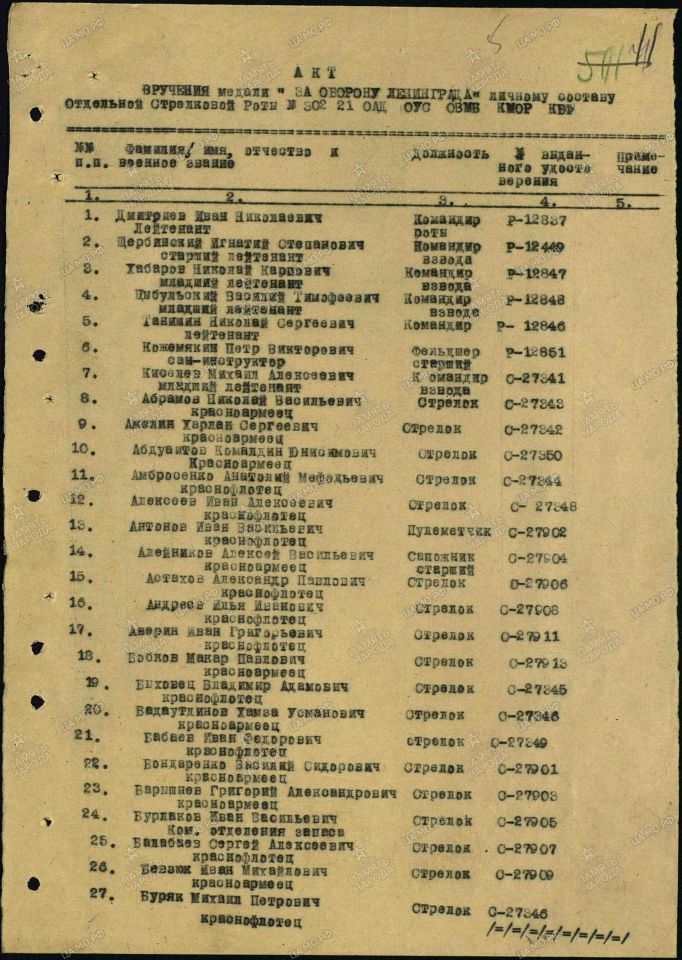 А К Т
ВРУЧЕНИЯ медали " ЗА ОБОРОНУ ЛЕНИНГРАДА" личному составу
Отдельной Стрелковой Роты № 302 21 ОАД ОУС ОВМБ КМОР КБФ
№№ Фамилия, имя, отчество и Должность № выдан- Приме-
п.п. военное звание ного удосто чание
верения
1. 2. 3. 4. 5.
1. Дмитриев Иван Николаевич Командир Р-12837
Лейтенант роты
2. Щербинский Игнатий Степанович Командир Р-12449
старший лейтенант взвода
3. Хабаров Николай Карпович Командир Р-12847
младший лейтенант взвода
4. Цыбульский Василий Тимофеевич Командир Р-12848
младший лейтенант взвода
5. Танишин Николай Сергеевич Командир Р- 12846
лейтенант
6. Кожемякин Петр Викторович Фельдшер Р-12851
сан-инструктор старший
7. Киселев Михаил Алексеевич Командир С-27341
младший лейтенант взвода
8. Абрамов Николай Васильевич Стрелок С-27343
красноармеец
9. Амелин Харлан Сергеевич Стрелок С-27342
красноармеец
10. Абдуаитов Комалдин Юнисимович Стрелок С-27350
Красноармеец
11. Амбросенко Анатолий Мефодьевич Стрелок С-27344
краснофлотец
12. Алексеев Иван Алексеевич Стрелок С- 27348
краснофлотец
13. Антонов Иван Васильевич Пулеметчик С-27902
краснофлотец
14. Алейников Алексей Васильевич Сапожник С-27904
красноармеец старший
15. Астахов Александр Павлович Стрелок С-27906
краснофлотец
16. Андреев Илья Иванович Стрелок С-27908
краснофлотец
17. Аверин Иван Григорьевич Стрелок С-27911
краснофлотец
18. Бобков Макар Павлович Стрелок С-27913
красноармеец
19. Быховец Владимир Адамович Стрелок С-27345
краснофлотец
20. Бадаутдинов Хамза Усманович Стрелок С-27346
красноармеец
21. Бабаев Иван Федорович стрелок С-27349
краснофлотец
22. Бондаренко Василий Сидорович Стрелок С-27901
красноармеец
23. Барышнев Григорий Александрович Стрелок С-27903
красноармеец
24. Бурлаков Иван Васильевич Стрелок С-27905
Ком. отделения запаса
25. Балабаев Сергей Алексеевич Стрелок С-27907
краснофлотец
26. Бевзюк Иван Михайлович Стрелок С-27909
красноармеец
27. Буряк Михаил Петрович Стрелок С-27346
краснофлотец
/=/=/=/=/=/=/=/=/